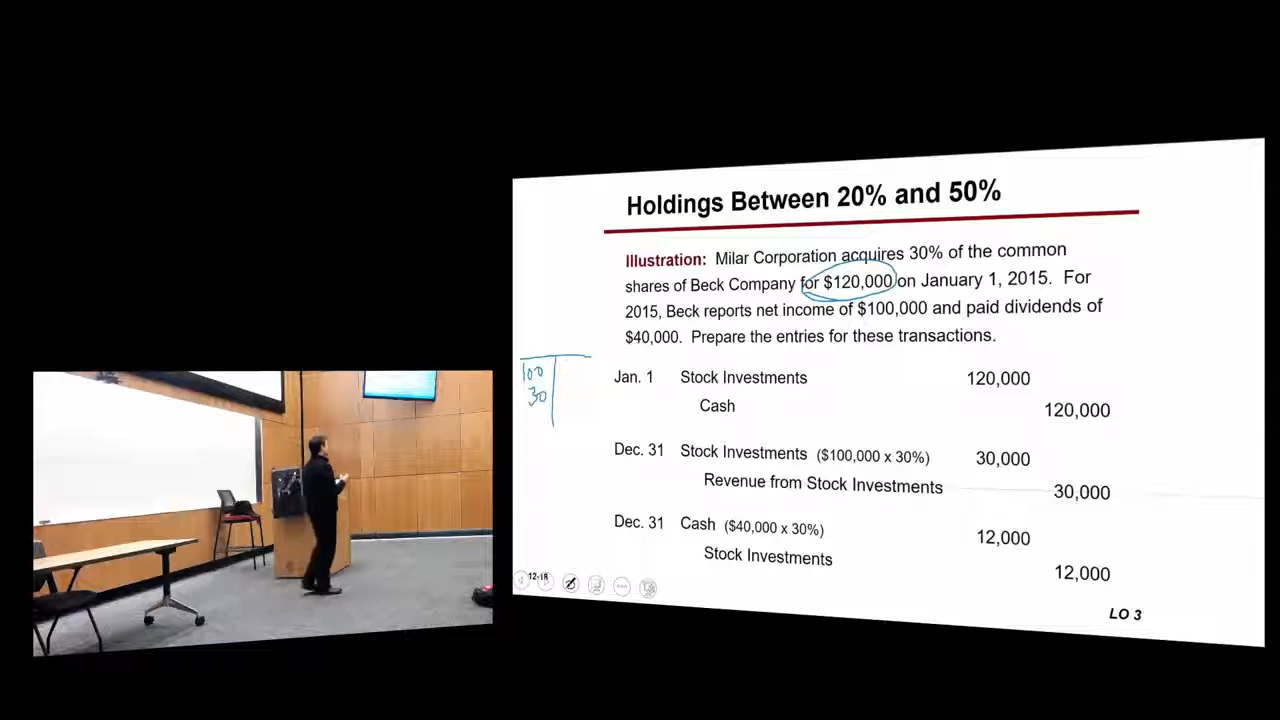 Holdings Between 20% and 50%
Illustration: Milar Corporation acquires 30% of the common
shares of Beck Company for $120,000 on January 1, 2015. For
2015, Beck reports net income of $100,000 and paid dividends of
$40,000. Prepare the entries for these transactions.
100
30
Jan. 1 Stock Investments 120,000
Cash 120,000
Dec. 31 Stock Investments ($100,000 x 30%) 30,000
Revenue from Stock Investments 30,000
Dec. 31 Cash ($40,000 x 30%) 12,000
Stock Investments 12,000
12-18
LO 3